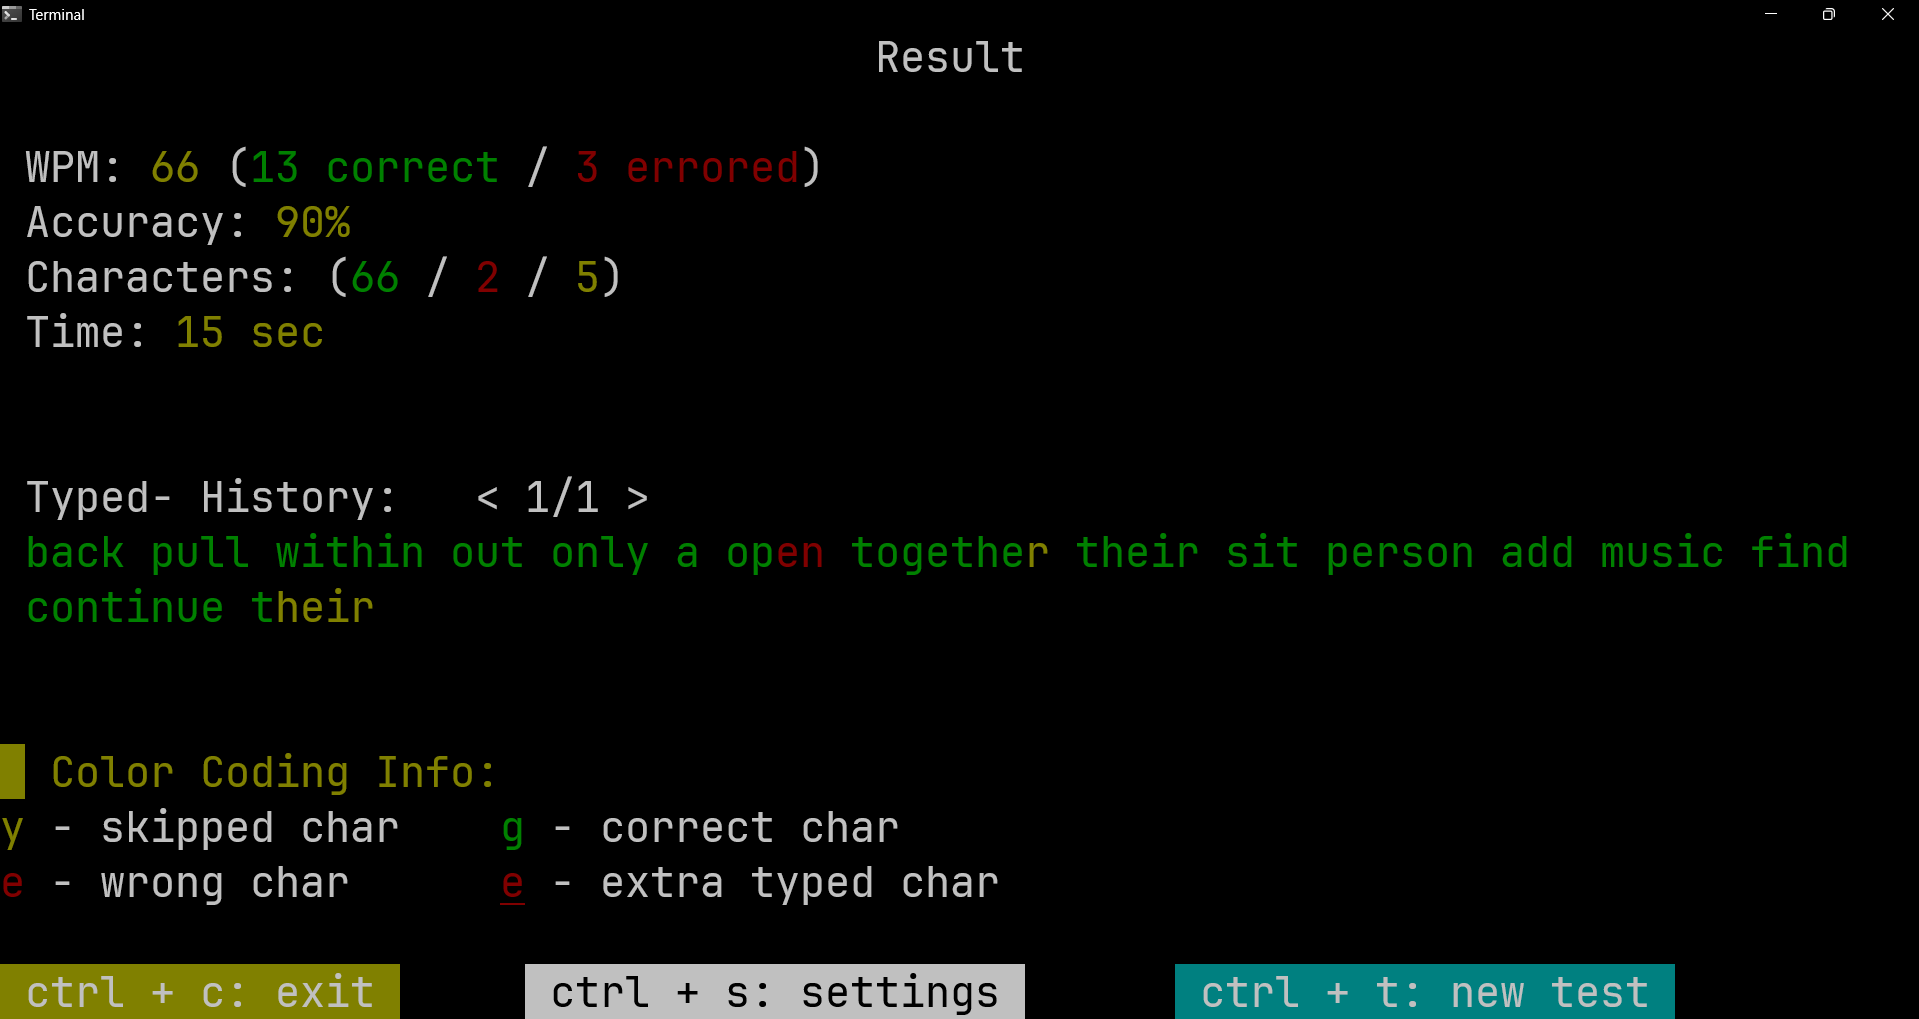 Terminal
Result
WPM: 66 (13 correct / 3 errored)
Accuracy: 90%
Characters: (66 / 2 / 5)
Time: 15 sec
Typed- History:   < 1/1 >
back pull within out only a open together their sit person add music find
continue their
Color Coding Info:
y - skipped char    g - correct char
e - wrong char      e - extra typed char
ctrl + c: exit     ctrl + s: settings     ctrl + t: new test